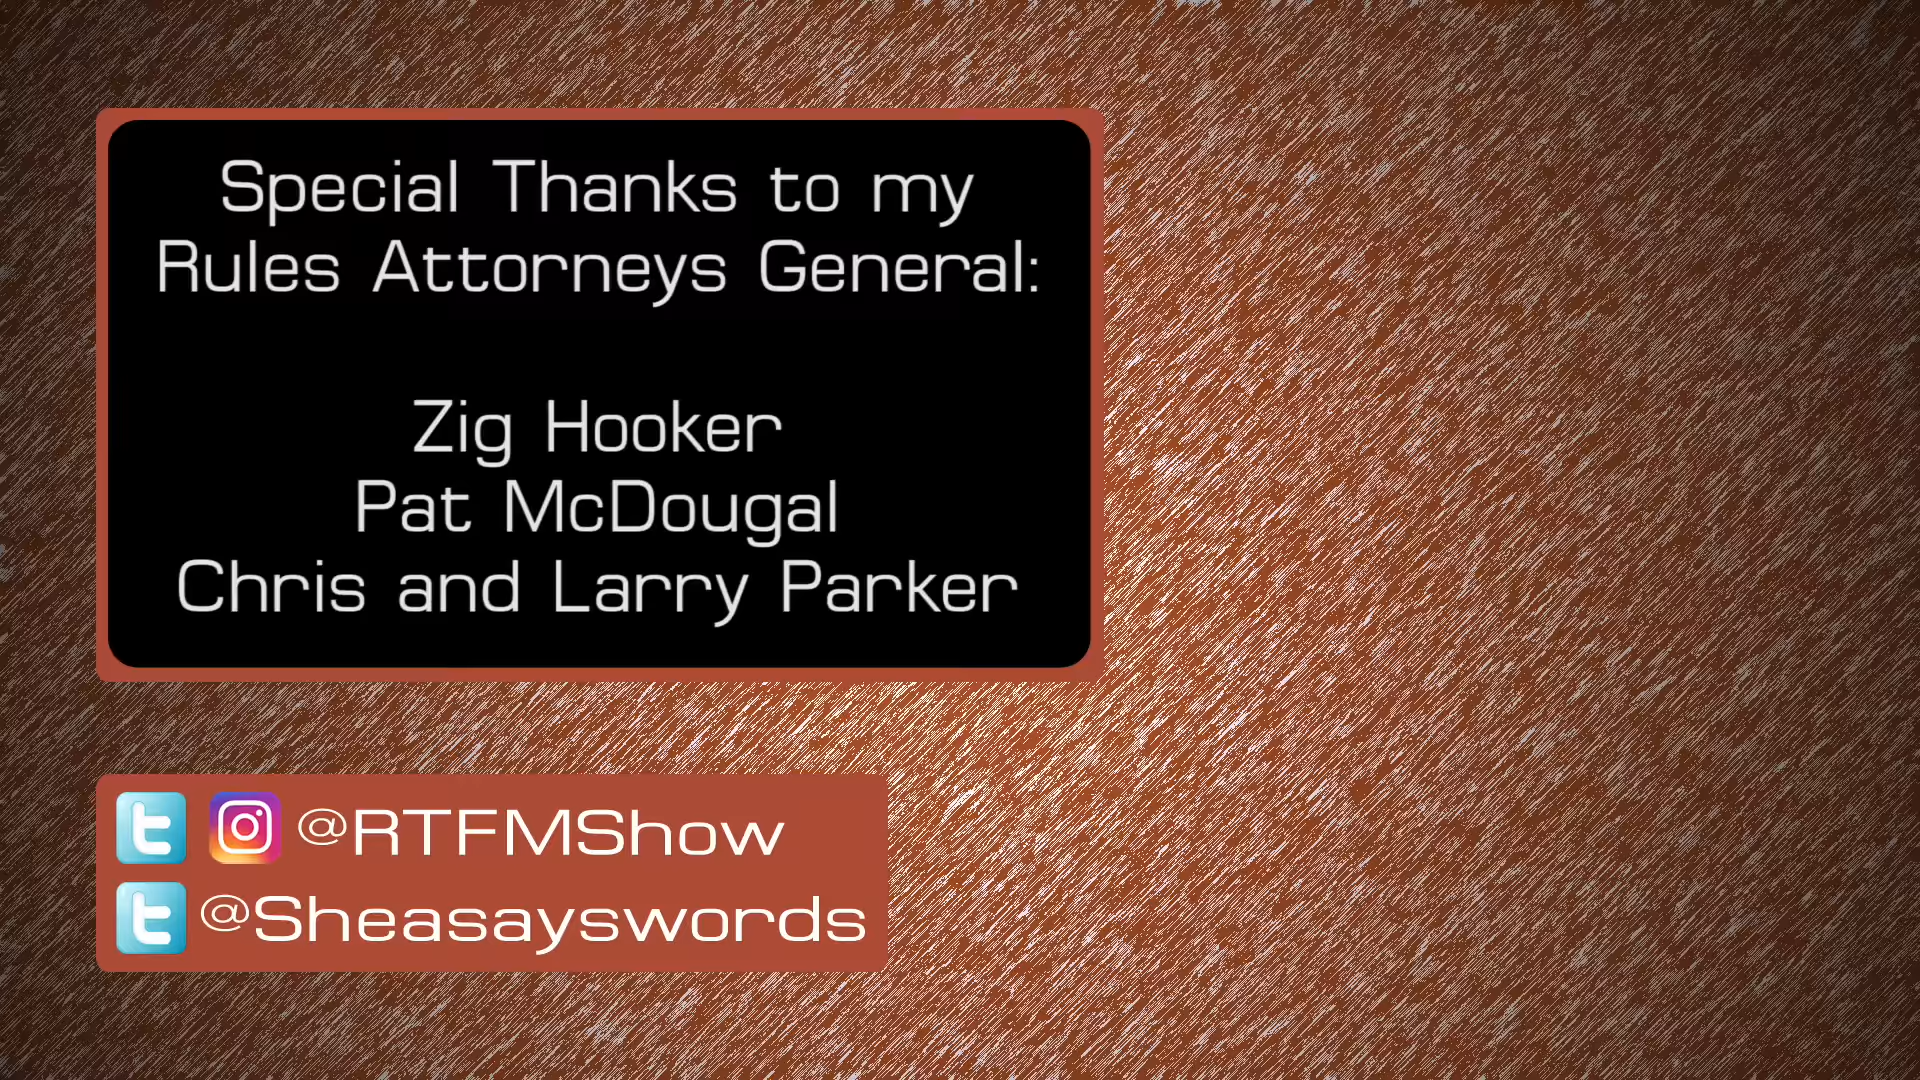 Special Thanks to my
Rules Attorneys General:
Zig Hooker
Pat McDougal
Chris and Larry Parker
@RTFMShow
@Sheasayswords